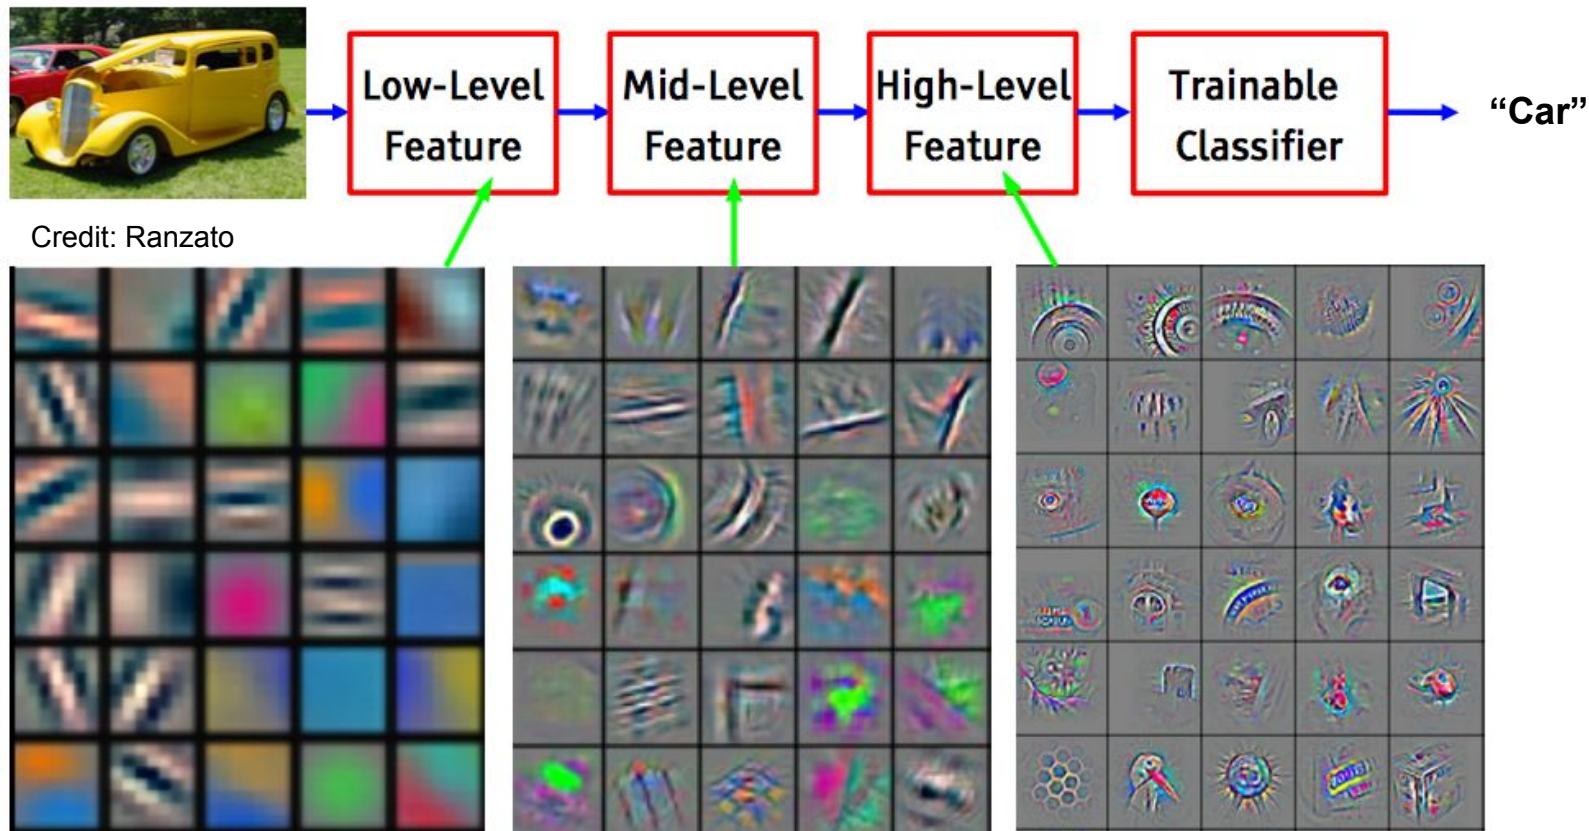 Low-Level
Feature
Mid-Level
Feature
High-Level
Feature
Trainable
Classifier
“Car”
Credit: Ranzato